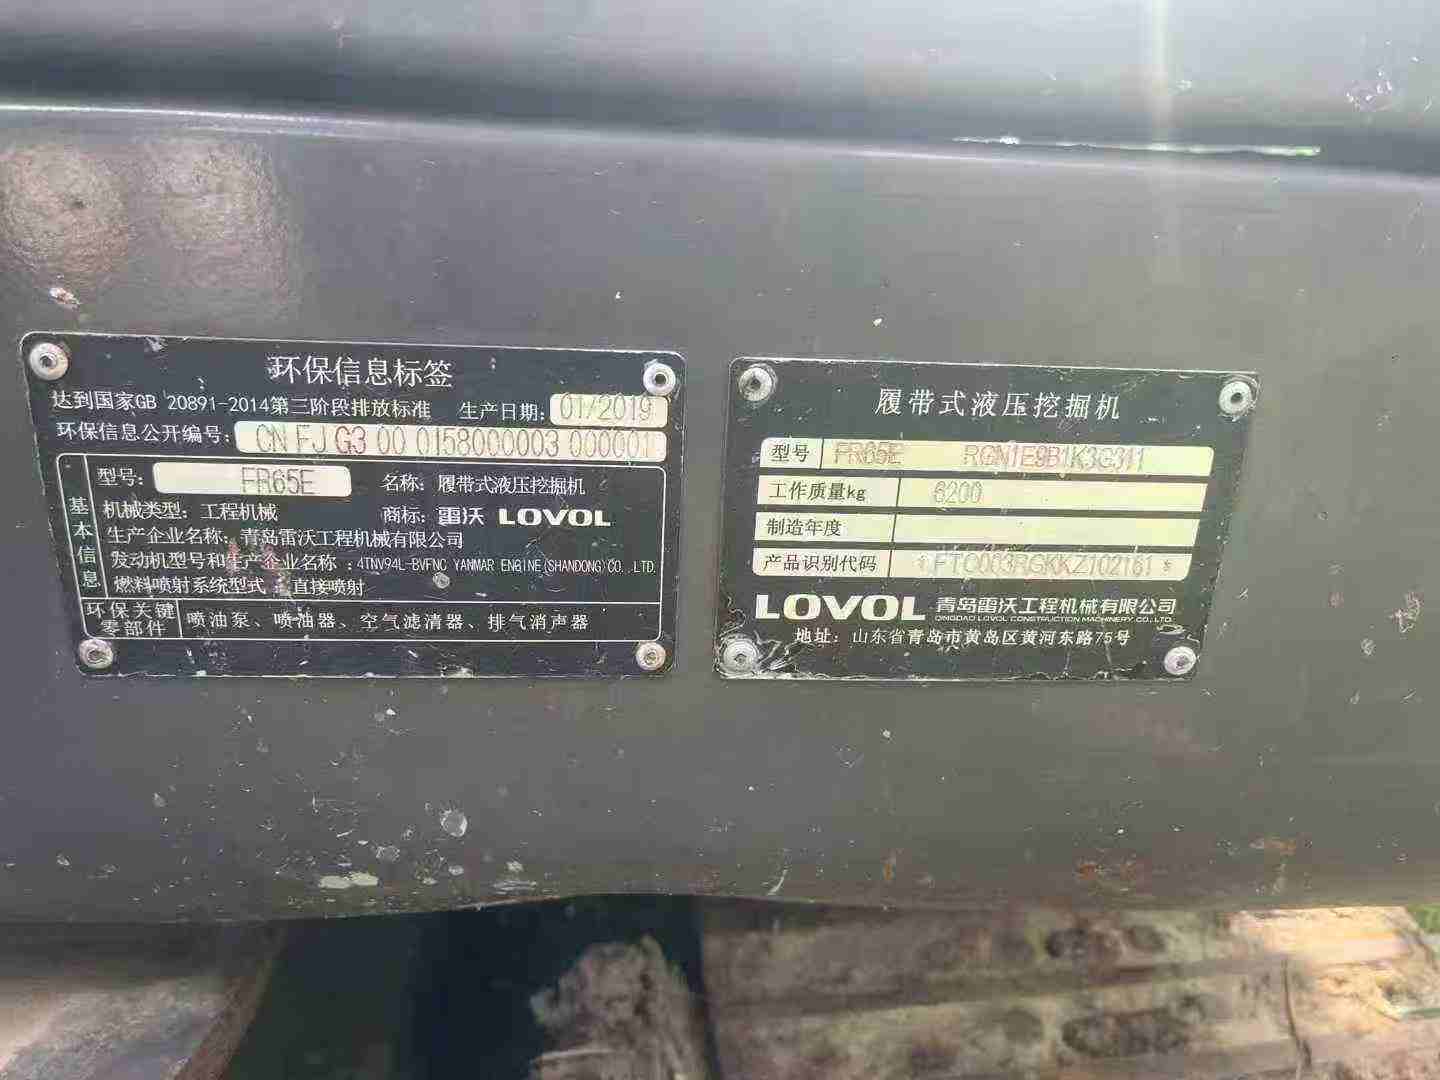 环保信息标签
达到国家GB 20891-2014第三阶段排放标准 生产日期: 01/2019
环保信息公开编号: CN FJ G3 00 0158000003 000001
基本信息
型号: FR65E 名称: 履带式液压挖掘机
机械类型: 工程机械 商标: 雷沃 LOVOL
生产企业名称: 青岛雷沃工程机械有限公司
发动机型号和生产企业名称: 4TNV94L-BVFNC YANMAR ENGINE(SHANDONG)CO.,LTD.
燃料喷射系统型式: 直接喷射
环保关键零部件 喷油泵、喷油器、空气滤清器、排气消声器
履带式液压挖掘机
型号 FR65E RGN1E9B1K3G311
工作质量kg 6200
制造年度
产品识别代码
LOVOL 青岛雷沃工程机械有限公司
QINGDAO LOVOL CONSTRUCTION MACHINERY CO., LTD.
地址: 山东省青岛市黄岛区黄河东路75号